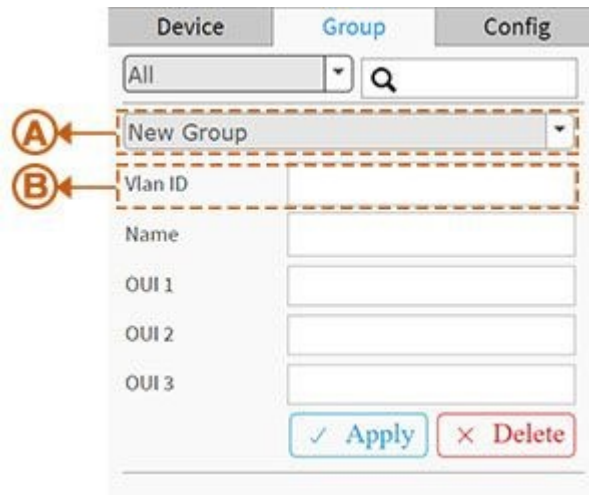 Device Group Config
All
A New Group
B Vlan ID
Name
OUI 1
OUI 2
OUI 3
Apply Delete